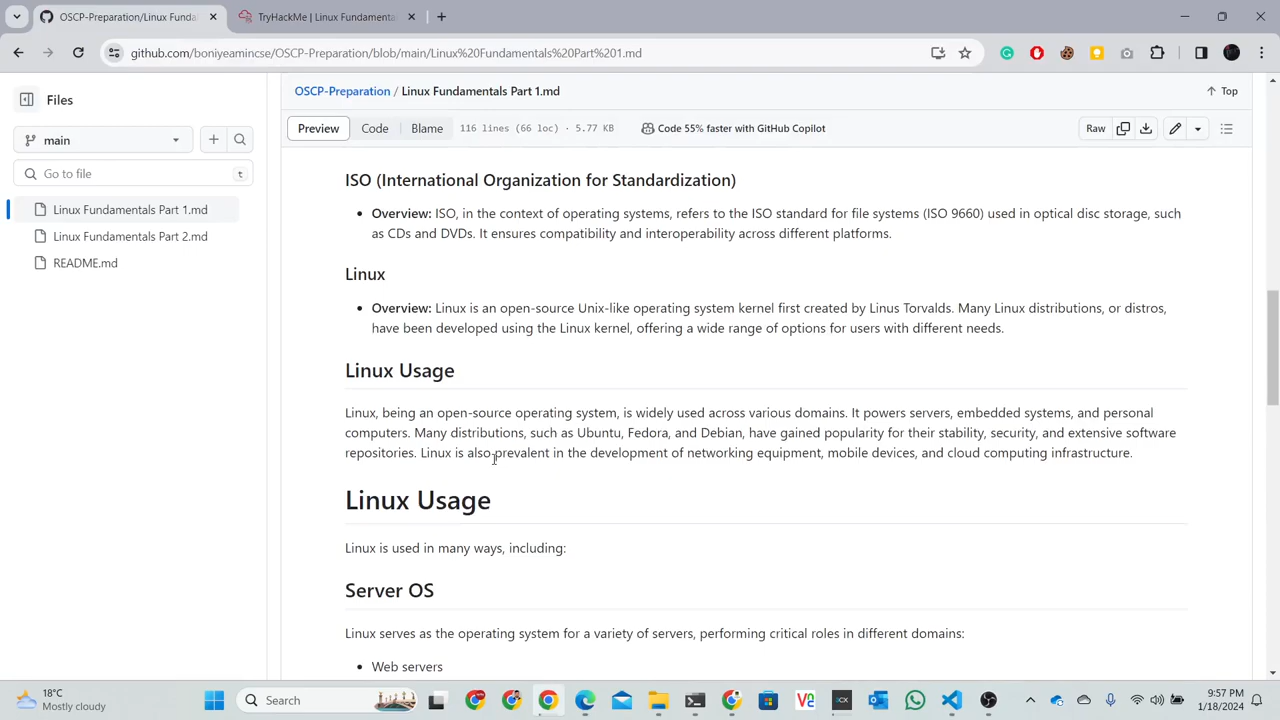 OSCP-Preparation/Linux Fund
TryHackMe | Linux Fundamenta
github.com/boniyeamincse/OSCP-Preparation/blob/main/Linux%20Fundamentals%20Part%201.md
Files
OSCP-Preparation / Linux Fundamentals Part 1.md
Top
main
Preview
Code
Blame
116 lines (66 loc) · 5.77 KB
Code 55% faster with GitHub Copilot
Raw
Go to file
t
Linux Fundamentals Part 1.md
Linux Fundamentals Part 2.md
README.md
ISO (International Organization for Standardization)
• Overview: ISO, in the context of operating systems, refers to the ISO standard for file systems (ISO 9660) used in optical disc storage, such
as CDs and DVDs. It ensures compatibility and interoperability across different platforms.
Linux
• Overview: Linux is an open-source Unix-like operating system kernel first created by Linus Torvalds. Many Linux distributions, or distros,
have been developed using the Linux kernel, offering a wide range of options for users with different needs.
Linux Usage
Linux, being an open-source operating system, is widely used across various domains. It powers servers, embedded systems, and personal
computers. Many distributions, such as Ubuntu, Fedora, and Debian, have gained popularity for their stability, security, and extensive software
repositories. Linux is also prevalent in the development of networking equipment, mobile devices, and cloud computing infrastructure.
Linux Usage
Linux is used in many ways, including:
Server OS
Linux serves as the operating system for a variety of servers, performing critical roles in different domains:
• Web servers
18°C
Mostly cloudy
Search
9:57 PM
1/18/2024